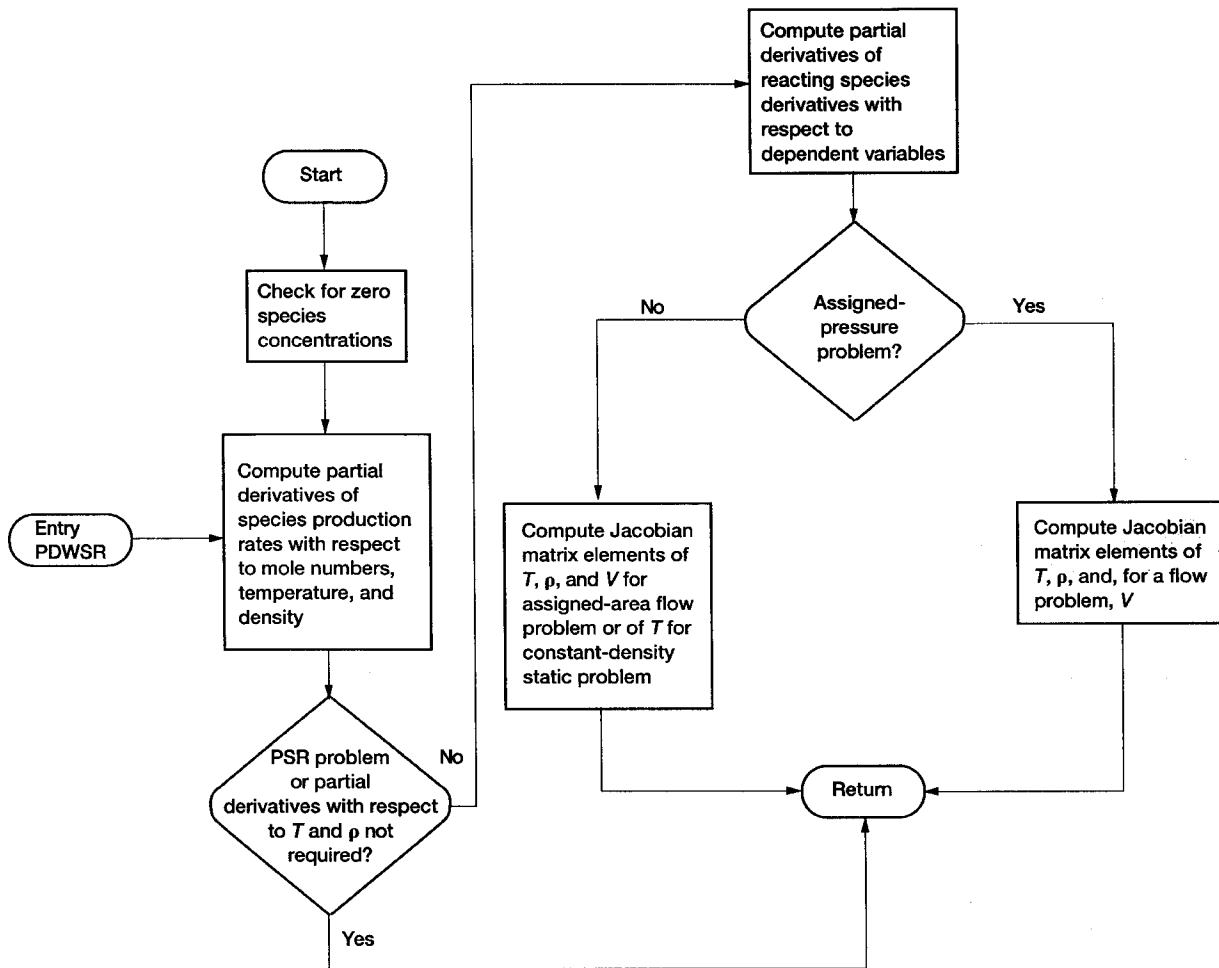 Start
Check for zero
species
concentrations
Entry
PDWSR
Compute partial
derivatives of
species production
rates with respect
to mole numbers,
temperature, and
density
PSR problem
or partial
derivatives with respect
to T and ρ not
required?
No
Yes
Compute partial
derivatives of
reacting species
derivatives with
respect to
dependent variables
Assigned-
pressure
problem?
No
Yes
Compute Jacobian
matrix elements of
T, ρ, and V for
assigned-area flow
problem or of T for
constant-density
static problem
Compute Jacobian
matrix elements of
T, ρ, and, for a flow
problem, V
Return